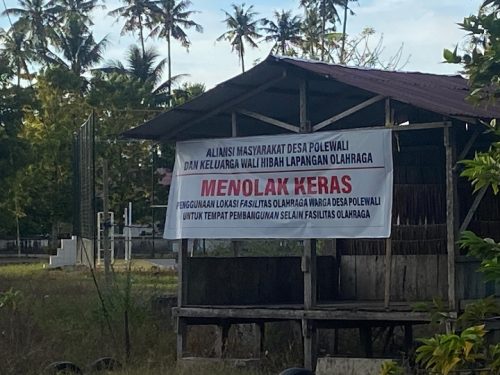 ALIANSI MASYARAKAT DESA POLEWALI
DAN KELUARGA WALI HIBAH LAPANGAN OLAHRAGA
MENOLAK KERAS
PENGGUNAAN LOKASI FASILITAS OLAHRAGA WARGA DESA POLEWALI
UNTUK TEMPAT PEMBANGUNAN SELAIN FASILITAS OLAHRAGA